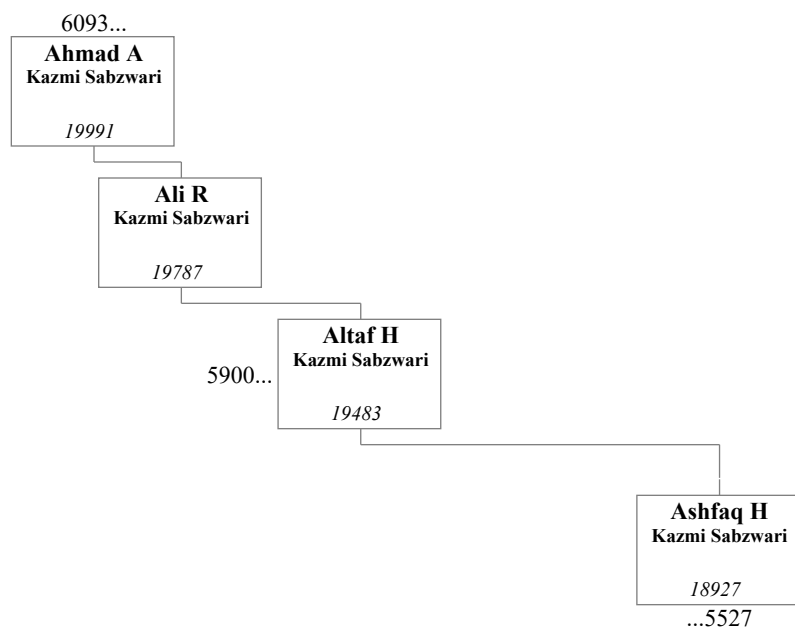 6093...
Ahmad A
Kazmi Sabzwari
19991
Ali R
Kazmi Sabzwari
19787
Altaf H
Kazmi Sabzwari
5900...
19483
Ashfaq H
Kazmi Sabzwari
18927
...5527